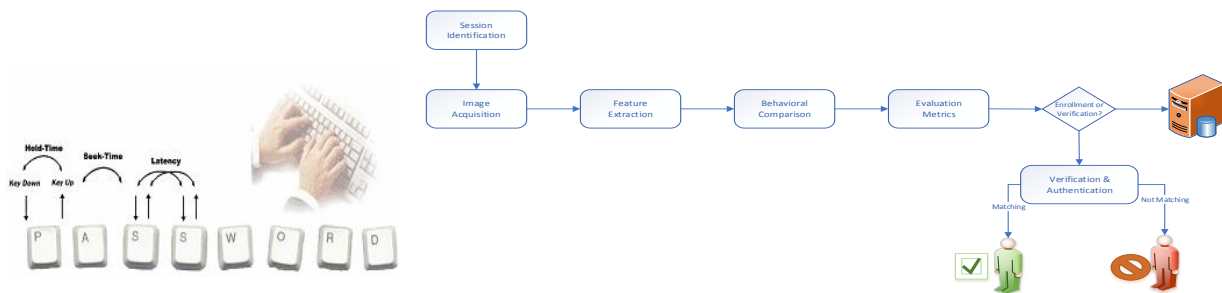 Hold-Time
Seek-Time
Latency
Key Down
Key Up
P
A
S
S
W
O
R
D
Session
Identification
Image
Acquisition
Feature
Extraction
Behavioral
Comparison
Evaluation
Metrics
Enrollment or
Verification?
Verification &
Authentication
Matching
Not Matching